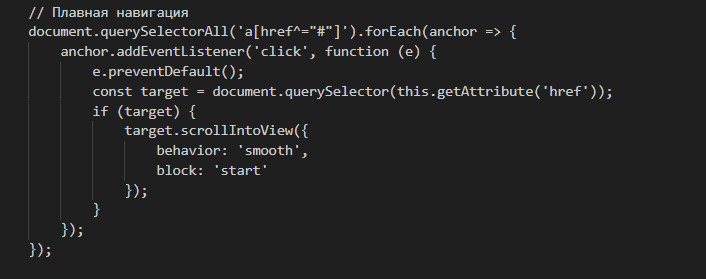 // Плавная навигация
document.querySelectorAll('a[href^="#"]').forEach(anchor => {
    anchor.addEventListener('click', function (e) {
        e.preventDefault();
        const target = document.querySelector(this.getAttribute('href'));
        if (target) {
            target.scrollIntoView({
                behavior: 'smooth',
                block: 'start'
            });
        }
    });
});